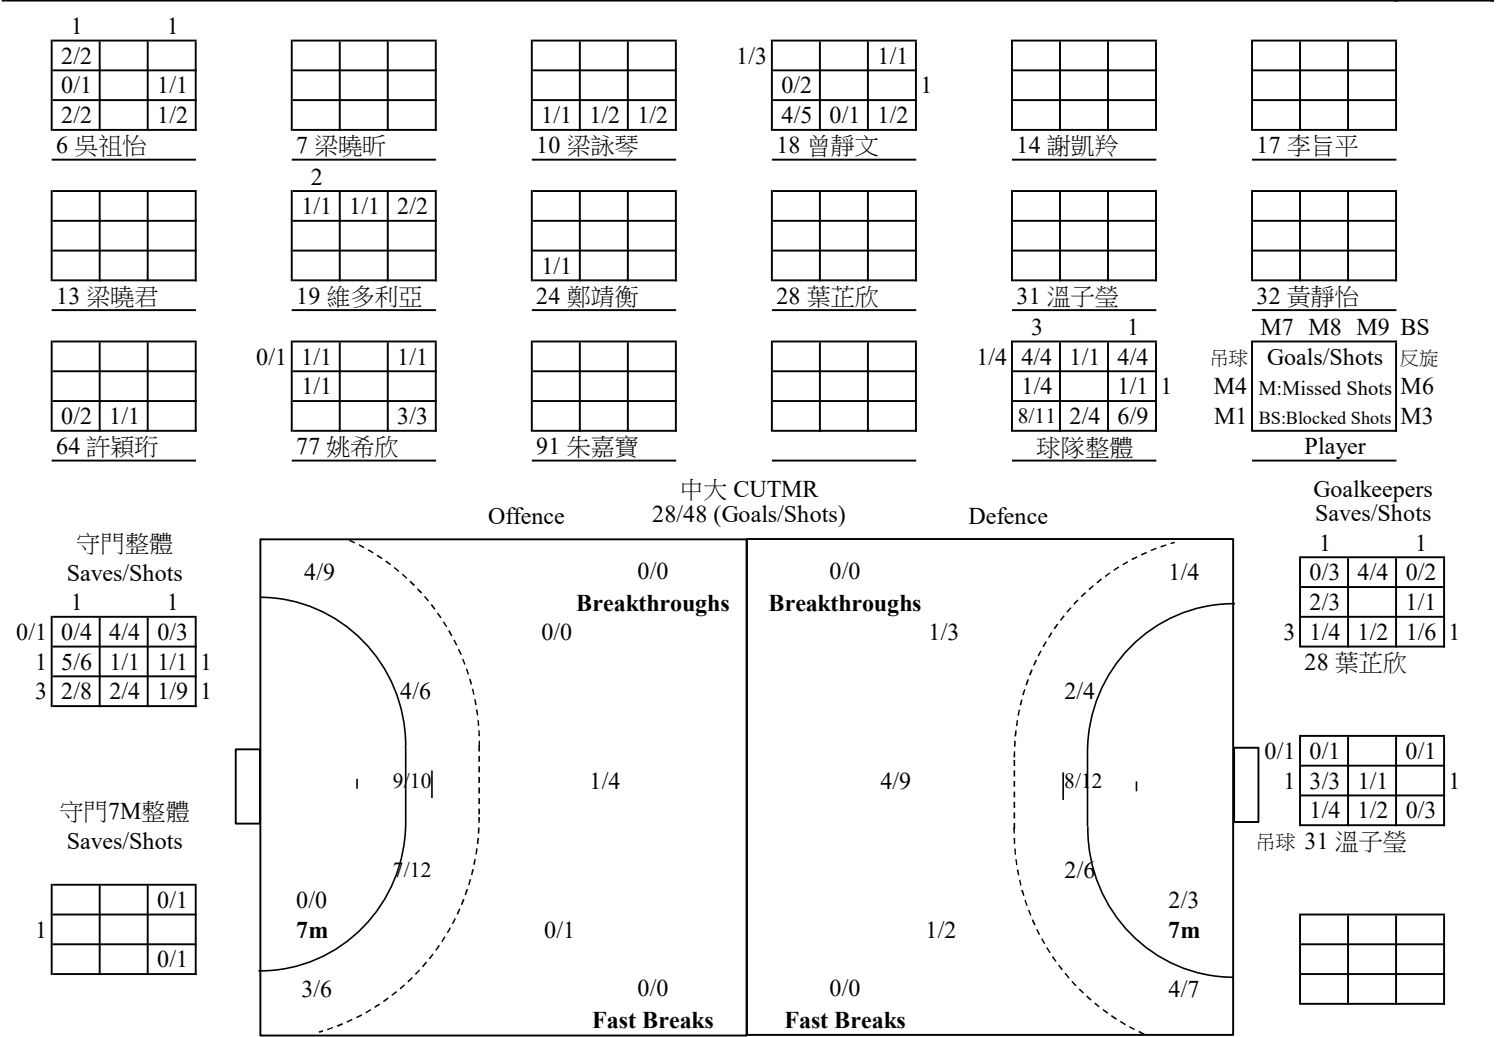 1 1
2/2
0/1 1/1
2/2 1/2
6 吳祖怡
7 梁曉昕
1/1 1/2 1/2
10 梁詠琴
1/3 1/1
0/2 1
4/5 0/1 1/2
18 曾靜文
14 謝凱羚
17 李旨平
13 梁曉君
2
1/1 1/1 2/2
19 維多利亞
1/1
24 鄭靖衡
28 葉芷欣
31 溫子瑩
32 黃靜怡
0/2 1/1
64 許穎珩
0/1 1/1 1/1
1/1
3/3
77 姚希欣
91 朱嘉寶
3 1
1/4 4/4 1/1 4/4
1/4 1/1 1
8/11 2/4 6/9
球隊整體
M7 M8 M9 BS
吊球 Goals/Shots 反旋
M4 M:Missed Shots M6
M1 BS:Blocked Shots M3
Player
中大 CUTMR
Offence 28/48 (Goals/Shots) Defence
守門整體
Saves/Shots
1 1
0/1 0/4 4/4 0/3
1 5/6 1/1 1/1 1
3 2/8 2/4 1/9 1
守門7M整體
Saves/Shots
0/1
1
0/1
4/9 0/0
Breakthroughs
0/0
4/6
9/10 1/4
7/12
0/0
7m 0/1
3/6 0/0
Fast Breaks
0/0 1/4
Breakthroughs
1/3
2/4
4/9 8/12
2/6
2/3
1/2 7m
0/0 4/7
Fast Breaks
Goalkeepers
Saves/Shots
1 1
0/3 4/4 0/2
2/3 1/1
3 1/4 1/2 1/6 1
28 葉芷欣
0/1 0/1 0/1
1 3/3 1/1 1
1/4 1/2 0/3
吊球 31 溫子瑩